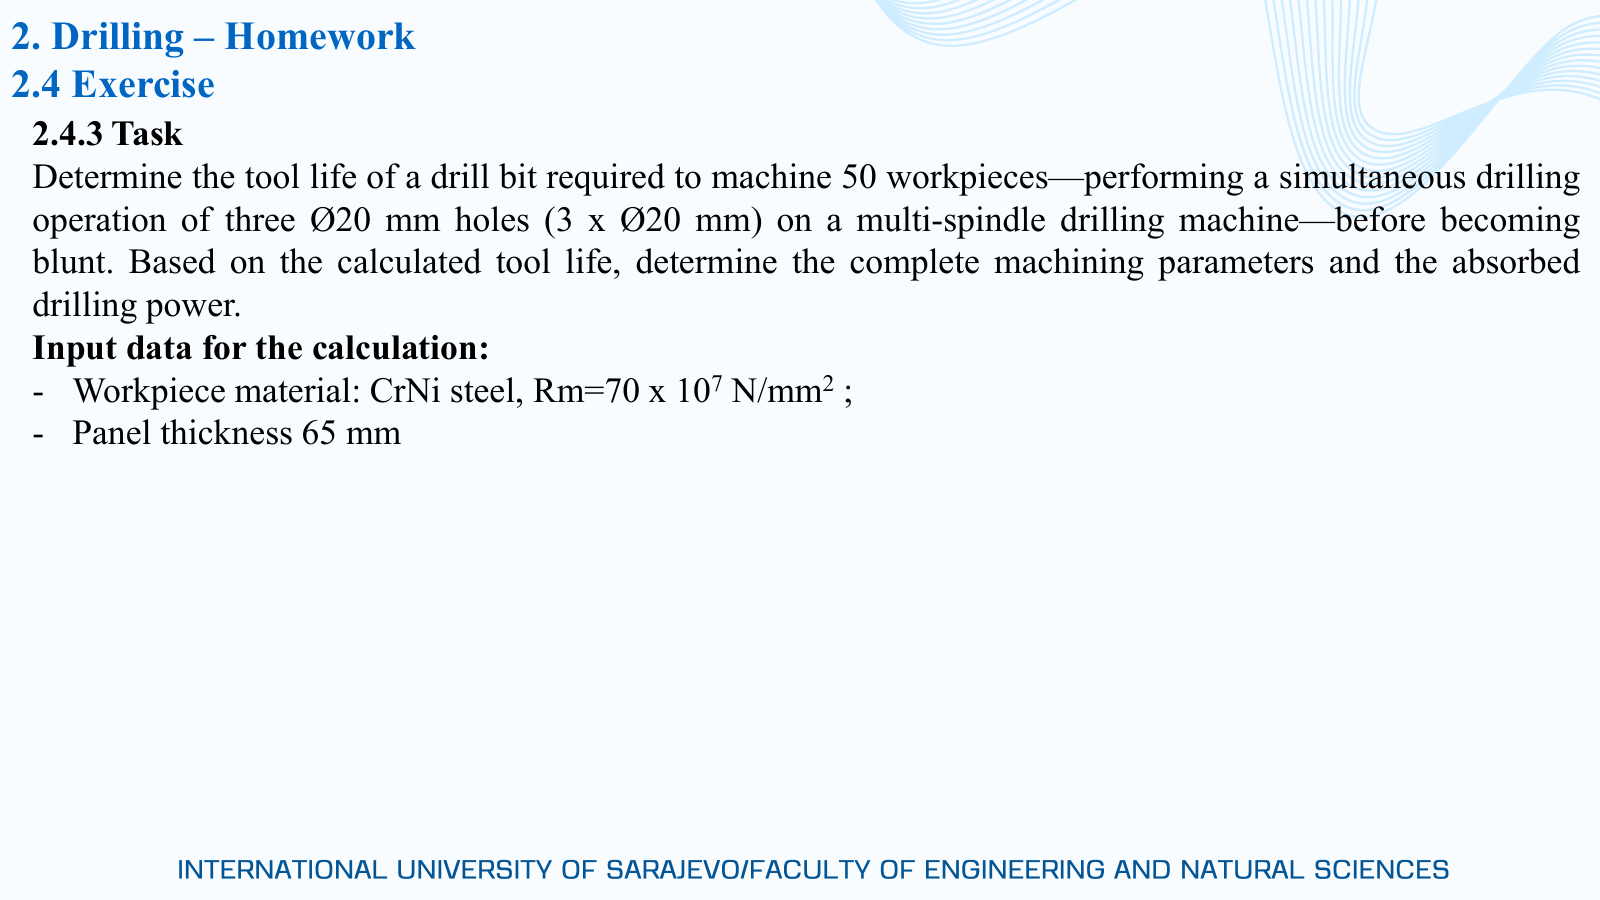 2. Drilling – Homework
2.4 Exercise
2.4.3 Task
Determine the tool life of a drill bit required to machine 50 workpieces—performing a simultaneous drilling
operation of three Ø20 mm holes (3 x Ø20 mm) on a multi-spindle drilling machine—before becoming
blunt. Based on the calculated tool life, determine the complete machining parameters and the absorbed
drilling power.
Input data for the calculation:
- Workpiece material: CrNi steel, Rm=70 x 10⁷ N/mm² ;
- Panel thickness 65 mm
INTERNATIONAL UNIVERSITY OF SARAJEVO/FACULTY OF ENGINEERING AND NATURAL SCIENCES